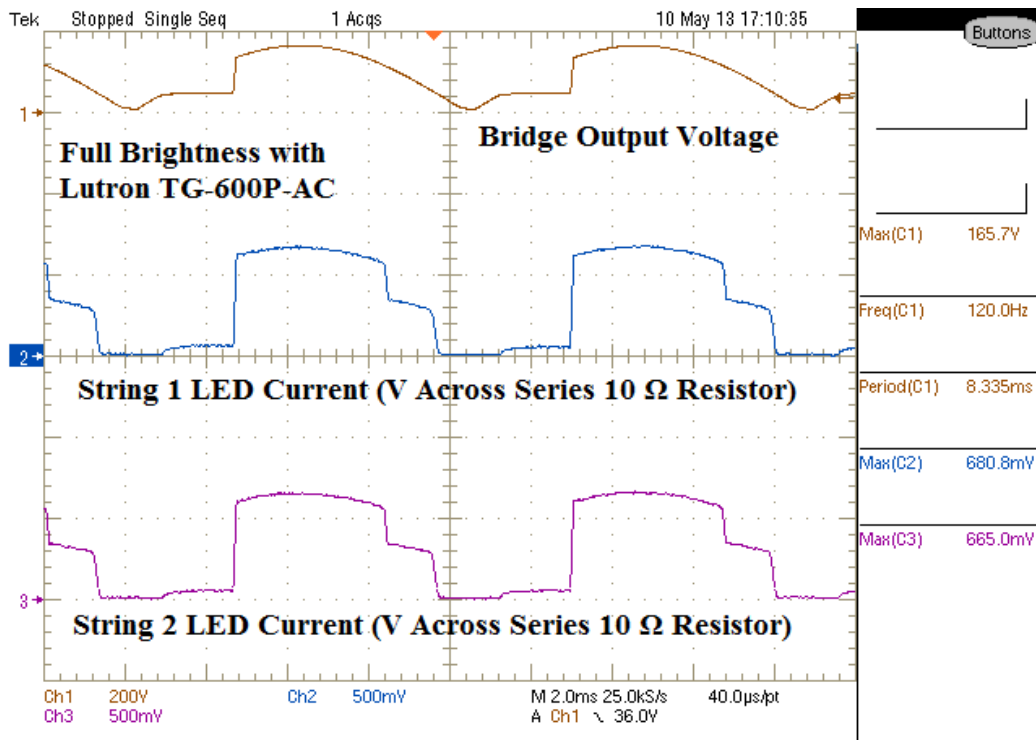 Tek Stopped Single Seq 1 Acqs 10 May 13 17:10:35
Buttons
1
Full Brightness with
Lutron TG-600P-AC
Bridge Output Voltage
Max(C1) 165.7V
Freq(C1) 120.0Hz
2
String 1 LED Current (V Across Series 10 Ω Resistor)
Period(C1) 8.335ms
Max(C2) 680.8mV
Max(C3) 665.0mV
3
String 2 LED Current (V Across Series 10 Ω Resistor)
Ch1 200V Ch2 500mV M 2.0ms 25.0kS/s 40.0µs/pt
Ch3 500mV A Ch1 ∖ 36.0V